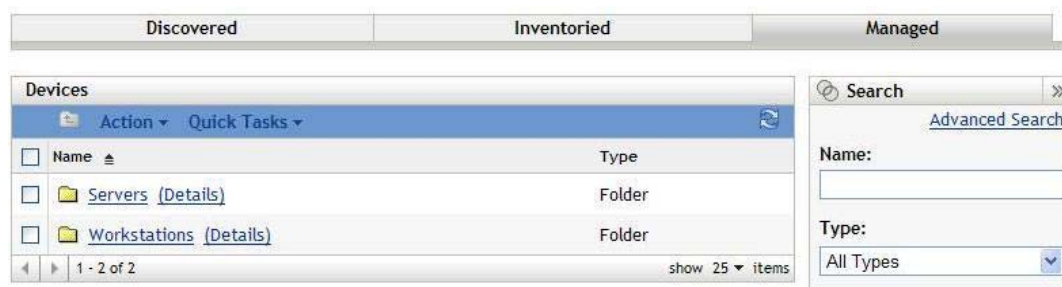 Discovered Inventoried Managed
Devices
Action Quick Tasks
Name Type
Servers (Details) Folder
Workstations (Details) Folder
1 - 2 of 2 show 25 items
Search »
Advanced Search
Name:
Type:
All Types